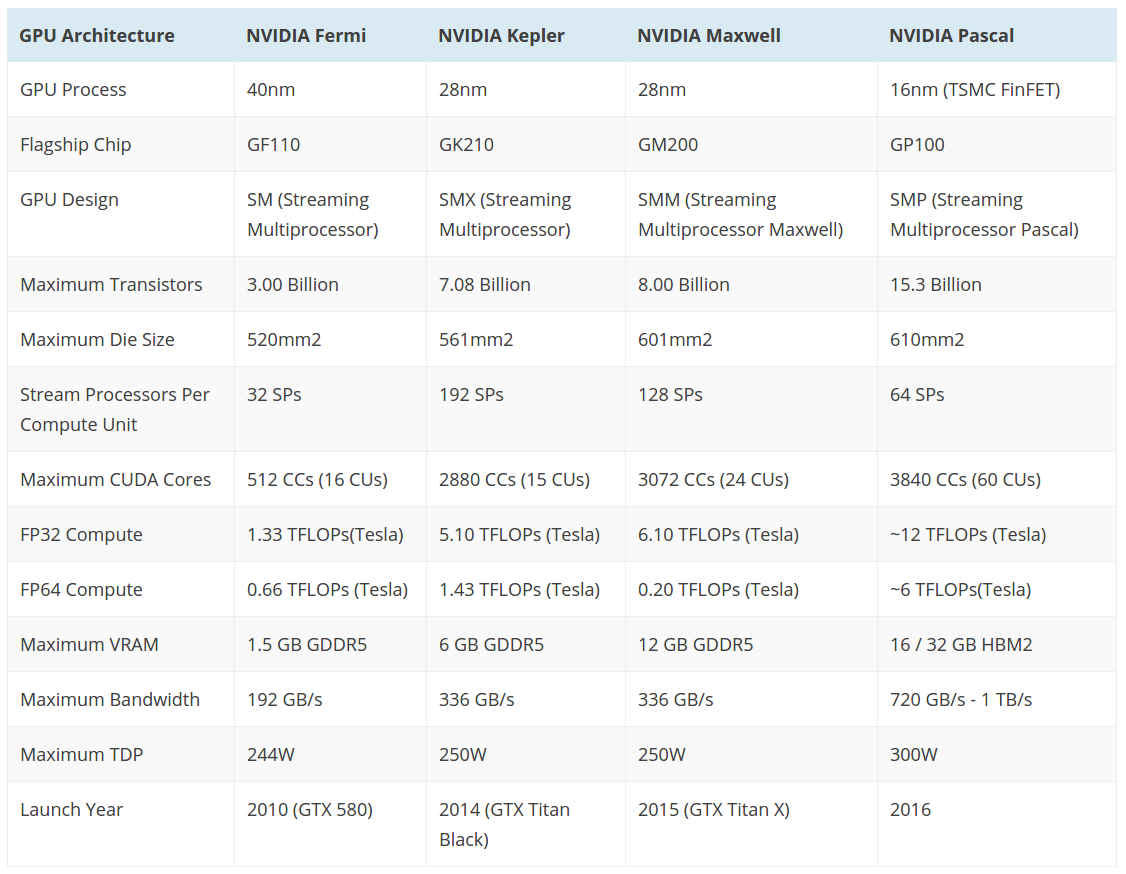 GPU Architecture NVIDIA Fermi NVIDIA Kepler NVIDIA Maxwell NVIDIA Pascal
GPU Process 40nm 28nm 28nm 16nm (TSMC FinFET)
Flagship Chip GF110 GK210 GM200 GP100
GPU Design SM (Streaming SMX (Streaming SMM (Streaming SMP (Streaming
Multiprocessor) Multiprocessor) Multiprocessor Maxwell) Multiprocessor Pascal)
Maximum Transistors 3.00 Billion 7.08 Billion 8.00 Billion 15.3 Billion
Maximum Die Size 520mm2 561mm2 601mm2 610mm2
Stream Processors Per 32 SPs 192 SPs 128 SPs 64 SPs
Compute Unit
Maximum CUDA Cores 512 CCs (16 CUs) 2880 CCs (15 CUs) 3072 CCs (24 CUs) 3840 CCs (60 CUs)
FP32 Compute 1.33 TFLOPs(Tesla) 5.10 TFLOPs (Tesla) 6.10 TFLOPs (Tesla) ~12 TFLOPs (Tesla)
FP64 Compute 0.66 TFLOPs (Tesla) 1.43 TFLOPs (Tesla) 0.20 TFLOPs (Tesla) ~6 TFLOPs(Tesla)
Maximum VRAM 1.5 GB GDDR5 6 GB GDDR5 12 GB GDDR5 16 / 32 GB HBM2
Maximum Bandwidth 192 GB/s 336 GB/s 336 GB/s 720 GB/s - 1 TB/s
Maximum TDP 244W 250W 250W 300W
Launch Year 2010 (GTX 580) 2014 (GTX Titan 2015 (GTX Titan X) 2016
Black)